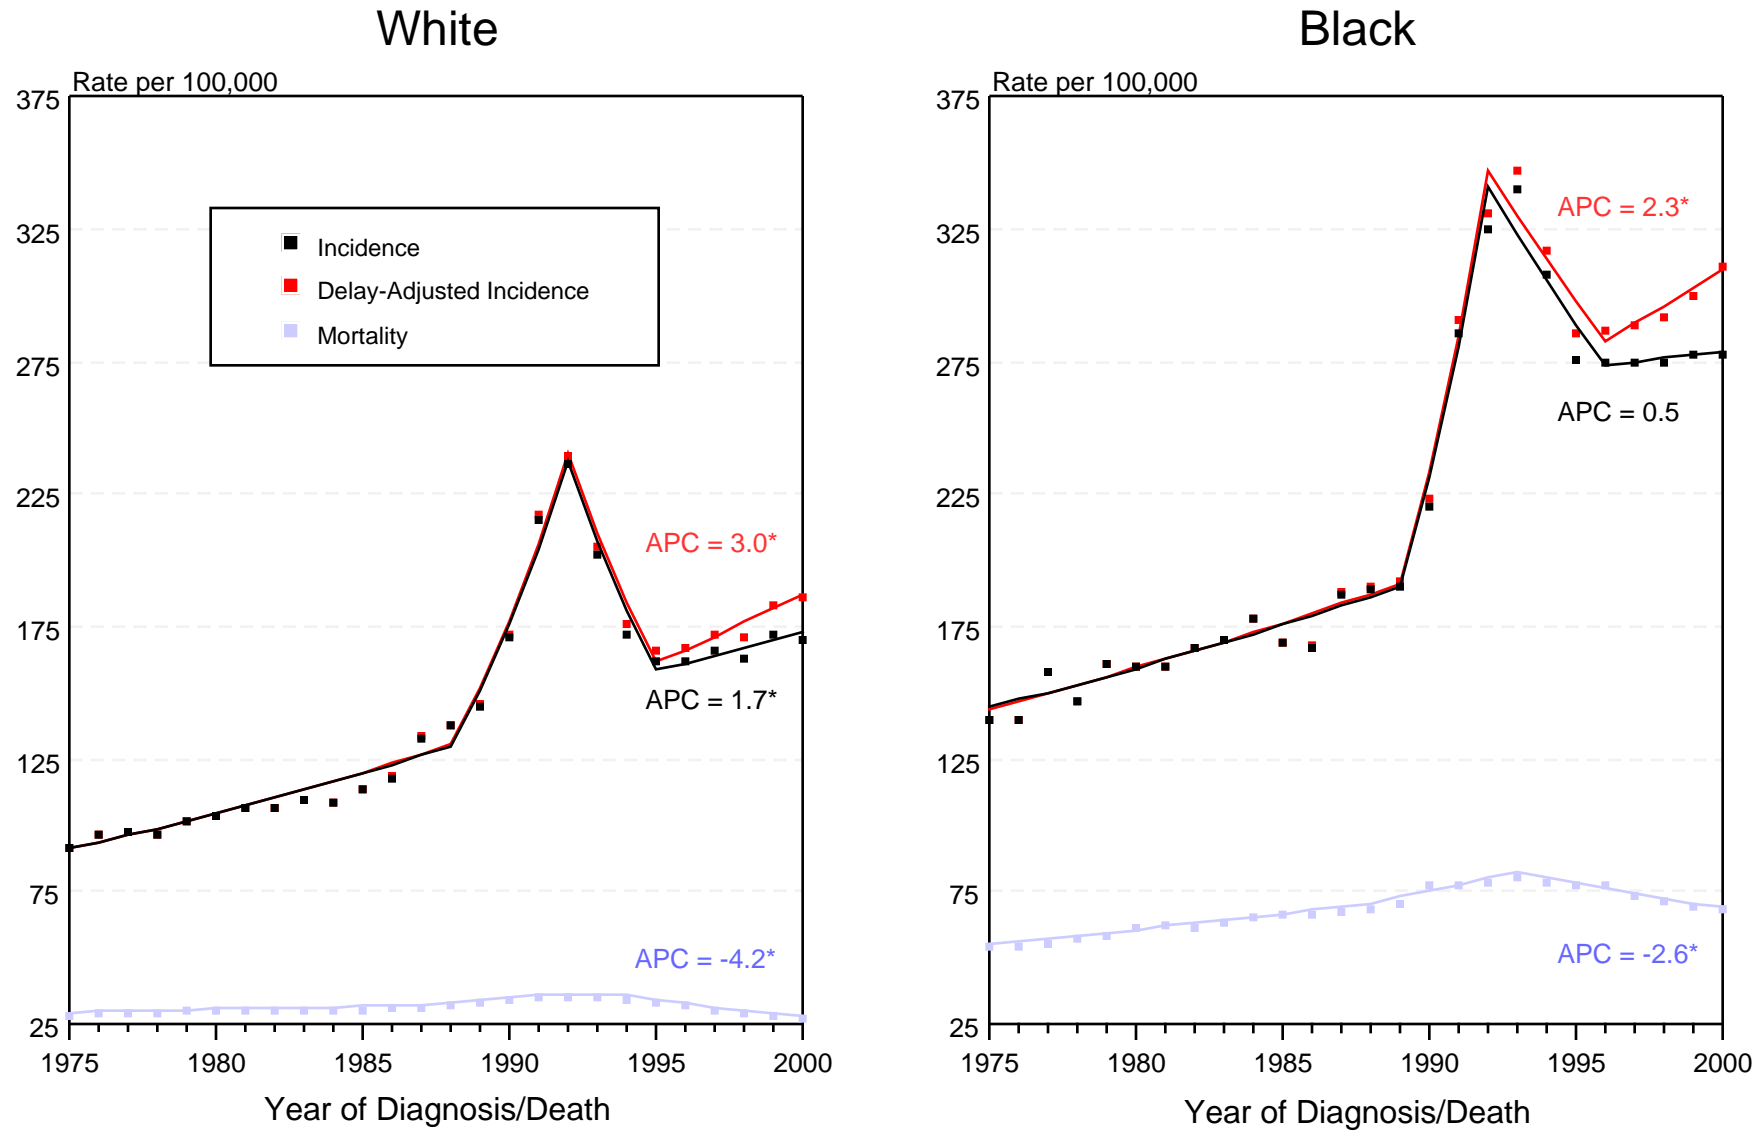 White
Rate per 100,000
375
325
275
225
175
125
75
25
Incidence
Delay-Adjusted Incidence
Mortality
APC = 3.0*
APC = 1.7*
APC = -4.2*
1975 1980 1985 1990 1995 2000
Year of Diagnosis/Death
Black
Rate per 100,000
375
325
275
225
175
125
75
25
APC = 2.3*
APC = 0.5
APC = -2.6*
1975 1980 1985 1990 1995 2000
Year of Diagnosis/Death